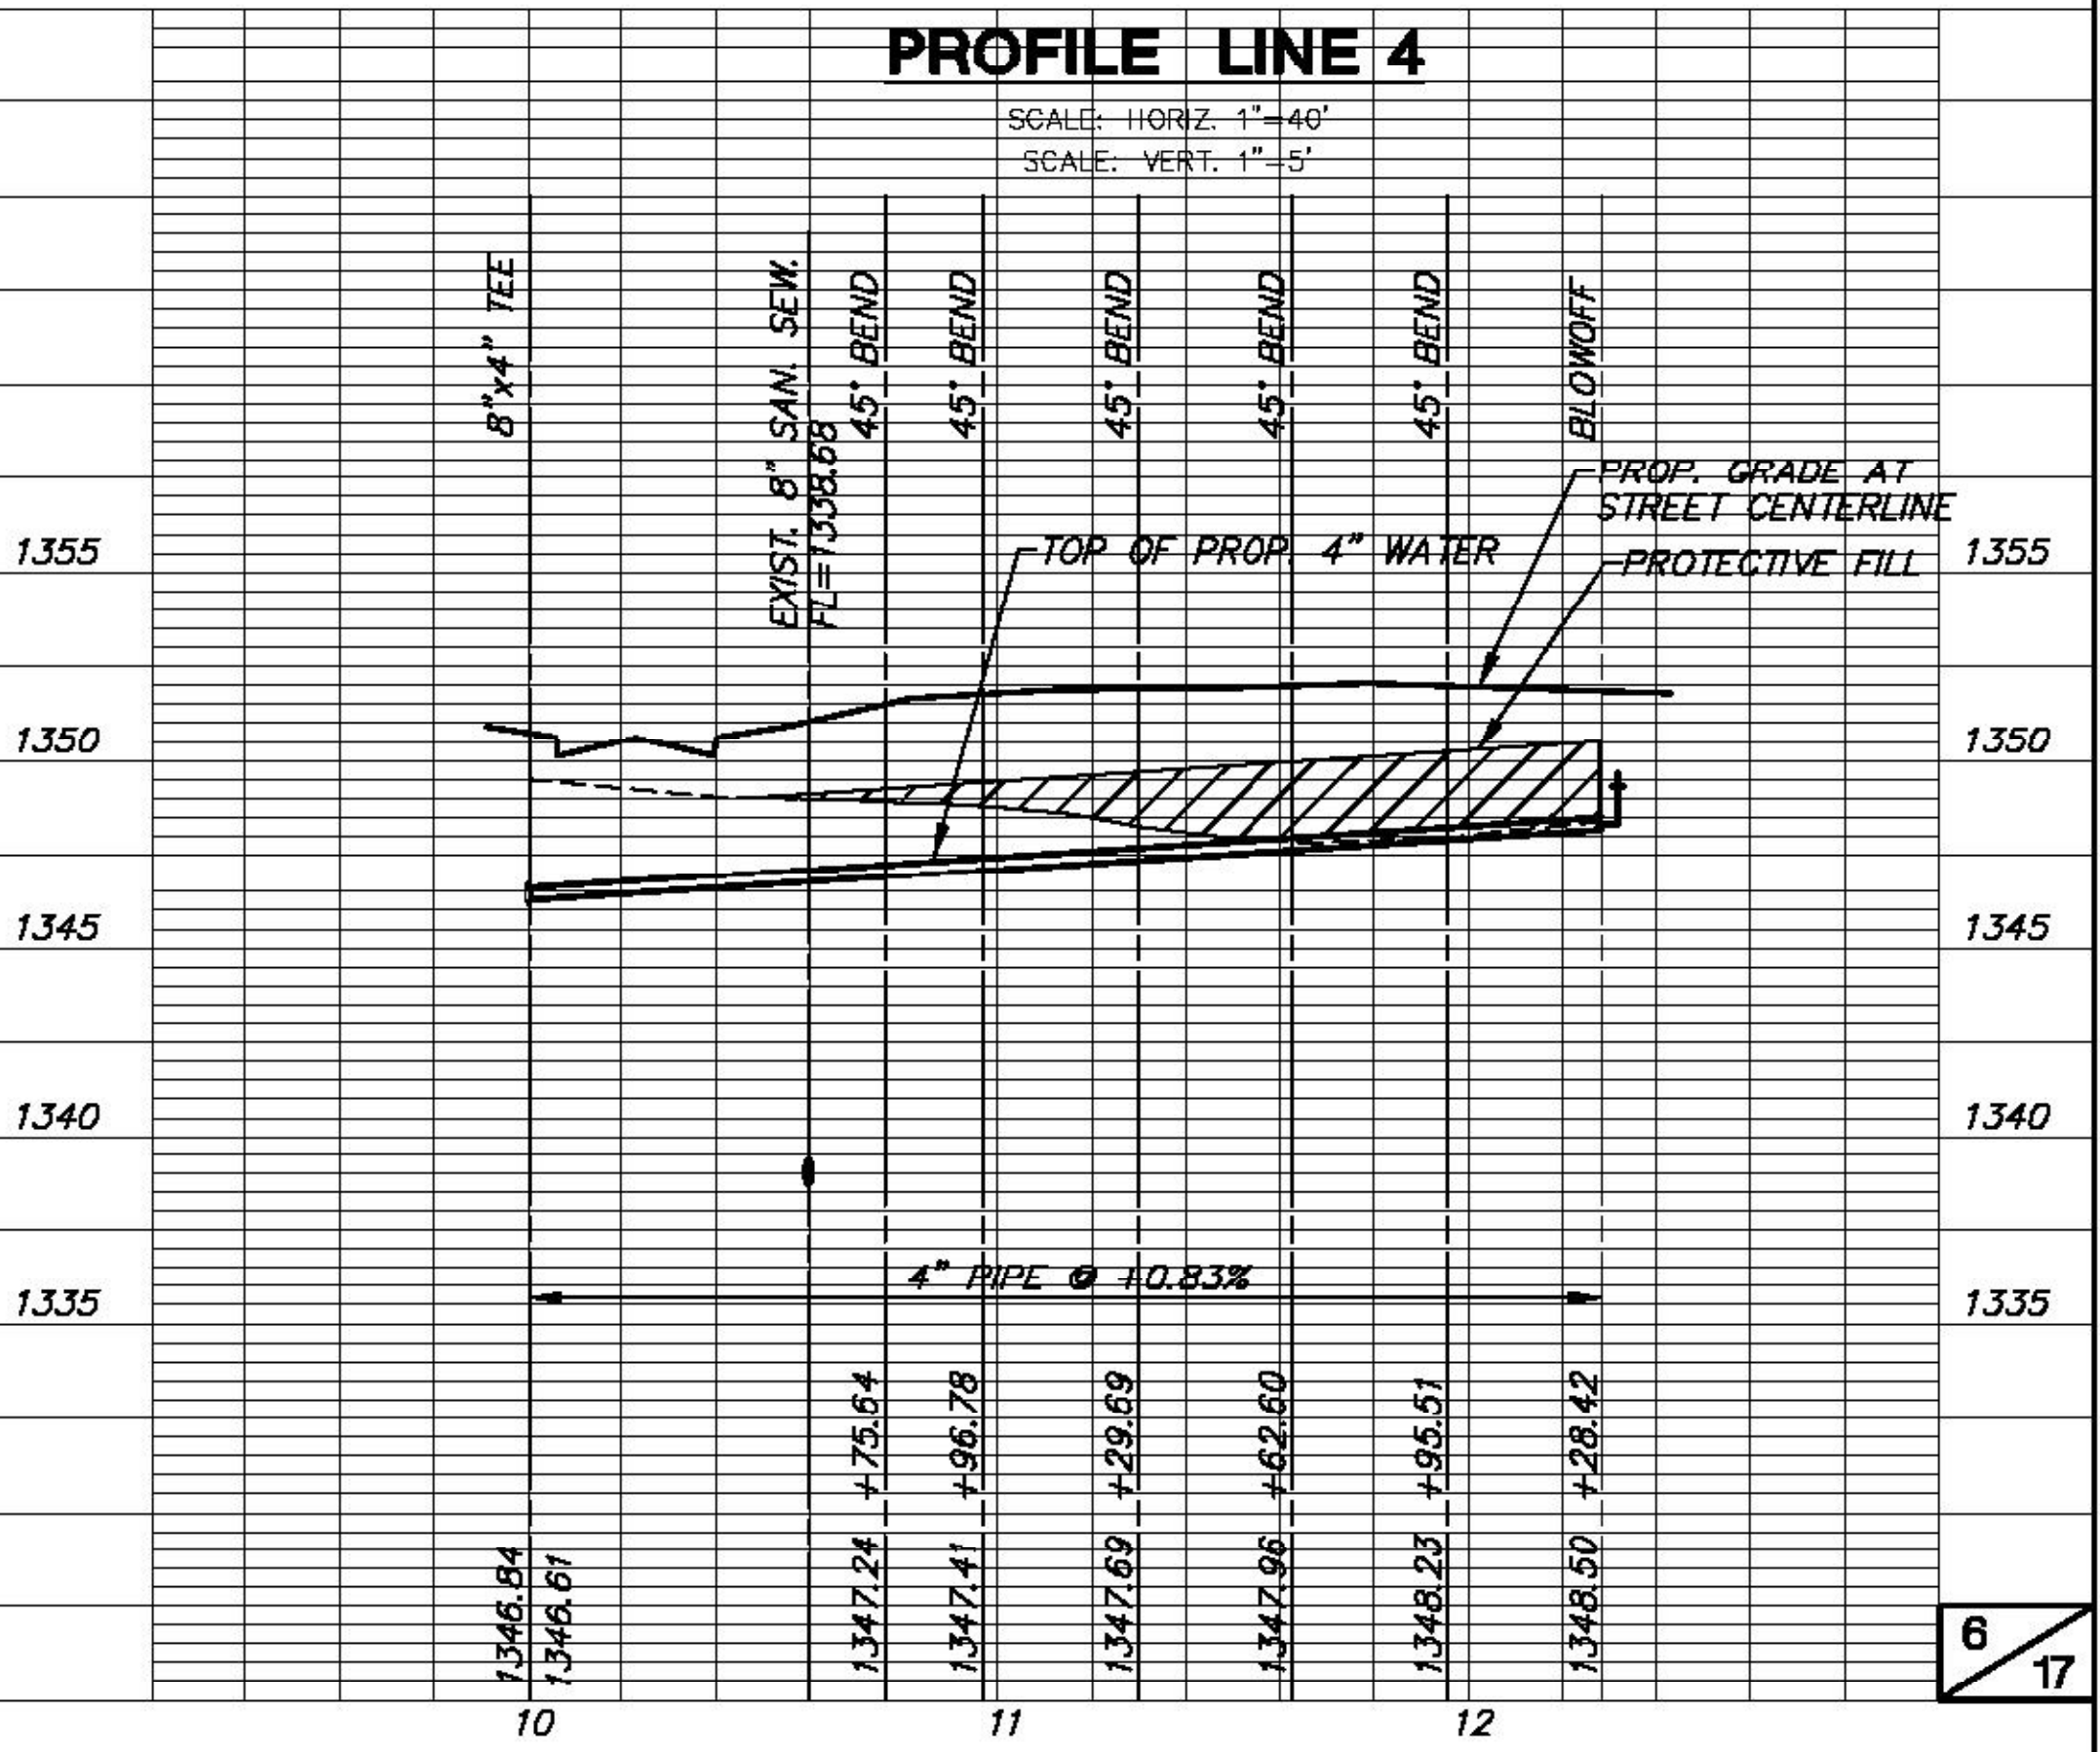 PROFILE LINE 4
SCALE: HORIZ. 1"=40'
SCALE: VERT. 1"=5'
8"x4" TEE
EXIST. 8" SAN. SEW.
FL=1338.68
45° BEND
45° BEND
45° BEND
45° BEND
45° BEND
BLOWOFF
PROP. GRADE AT
STREET CENTERLINE
TOP OF PROP. 4" WATER
PROTECTIVE FILL
1355
1355
1350
1350
1345
1345
1340
1340
1335
1335
4" PIPE @ +0.83%
+75.64
+96.78
+29.69
+62.60
+95.51
+28.42
1346.84
1346.61
1347.24
1347.41
1347.69
1347.96
1348.23
1348.50
6
17
10
11
12